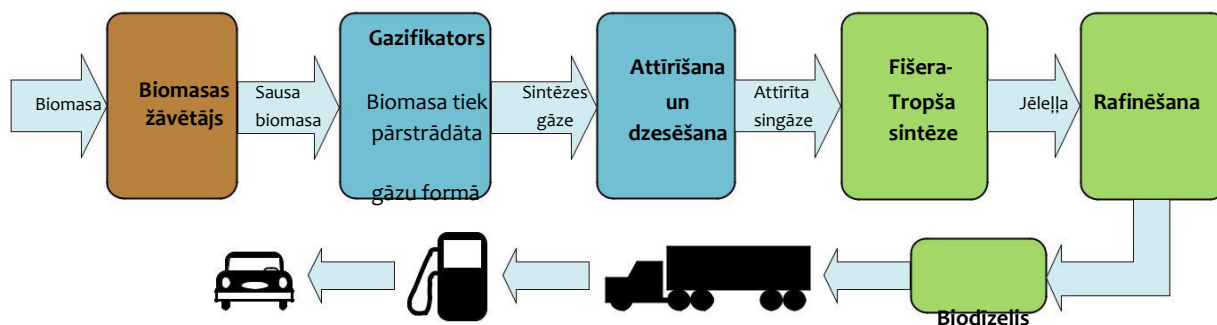 Biomasa
Biomasas
žāvētājs
Sausa
biomasa
Gazifikators
Biomasa tiek
pārstrādāta
gāzu formā
Sintēzes
gāze
Attīrīšana
un
dzesēšana
Attīrīta
singāze
Fišera-
Tropša
sintēze
Jēleļļa
Rafinēšana
Biodīzelis